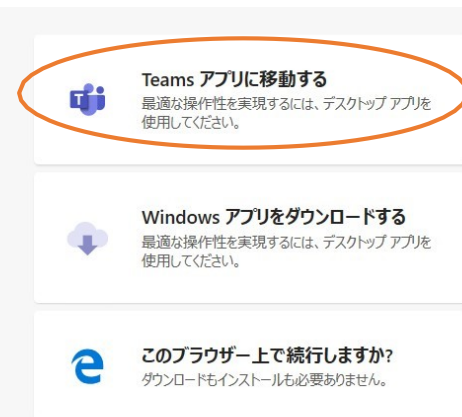 Teams アプリに移動する
最適な操作性を実現するには、デスクトップ アプリを
使用してください。
Windows アプリをダウンロードする
最適な操作性を実現するには、デスクトップ アプリを
使用してください。
このブラウザー上で続行しますか?
ダウンロードもインストールも必要ありません。